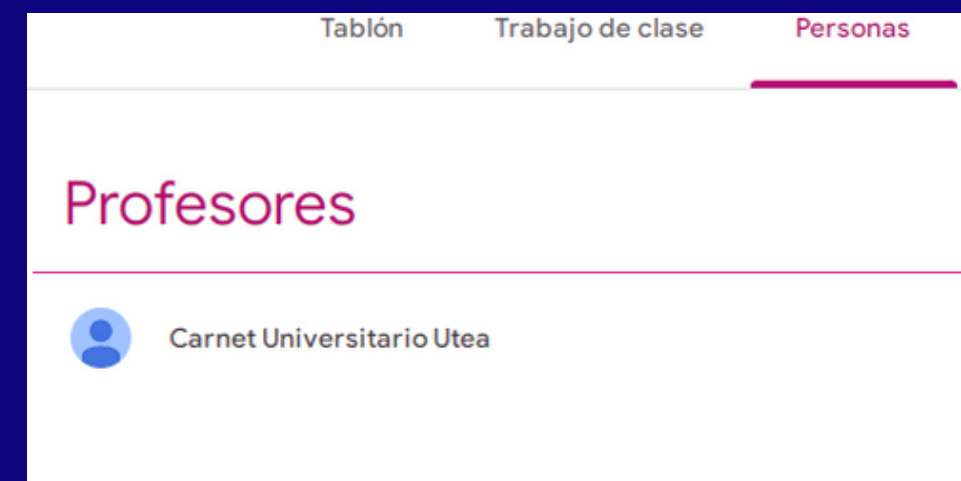 Tablón Trabajo de clase Personas
Profesores
Carnet Universitario Utea